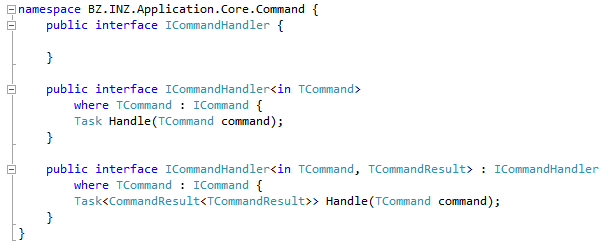 namespace BZ.INZ.Application.Core.Command {
    public interface ICommandHandler {
    }
    public interface ICommandHandler<in TCommand>
        where TCommand : ICommand {
        Task Handle(TCommand command);
    }
    public interface ICommandHandler<in TCommand, TCommandResult> : ICommandHandler
        where TCommand : ICommand {
        Task<CommandResult<TCommandResult>> Handle(TCommand command);
    }
}